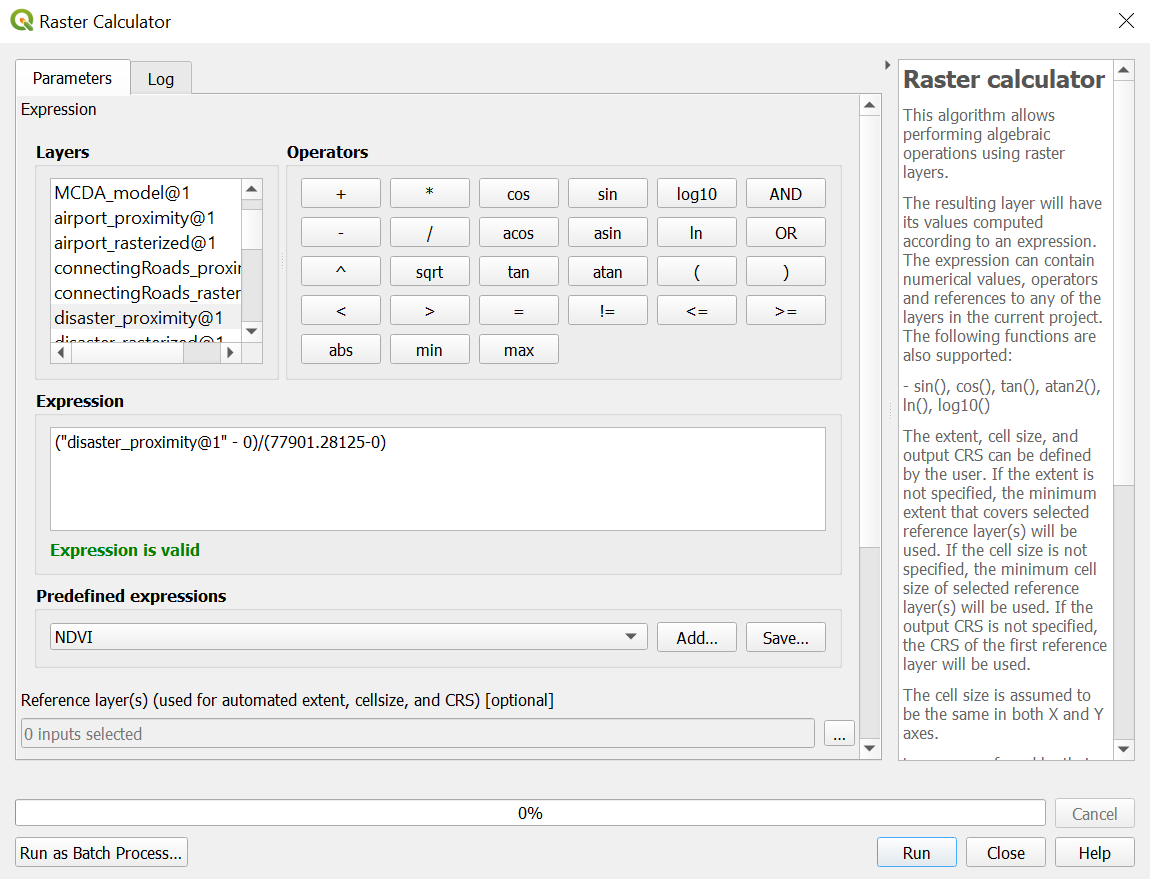 Raster Calculator
Parameters
Log
Expression
Layers
MCDA_model@1
airport_proximity@1
airport_rasterized@1
connectingRoads_proxir
connectingRoads_raster
disaster_proximity@1
disaster_rasterized@1
Operators
+ * cos sin log10 AND
- / acos asin ln OR
^ sqrt tan atan ( )
< > = != <= >=
abs min max
Expression
("disaster_proximity@1" - 0)/(77901.28125-0)
Expression is valid
Predefined expressions
NDVI
Add...
Save...
Reference layer(s) (used for automated extent, cellsize, and CRS) [optional]
0 inputs selected
...
Raster calculator
This algorithm allows
performing algebraic
operations using raster
layers.
The resulting layer will have
its values computed
according to an expression.
The expression can contain
numerical values, operators
and references to any of the
layers in the current project.
The following functions are
also supported:
- sin(), cos(), tan(), atan2(),
ln(), log10()
The extent, cell size, and
output CRS can be defined
by the user. If the extent is
not specified, the minimum
extent that covers selected
reference layer(s) will be
used. If the cell size is not
specified, the minimum cell
size of selected reference
layer(s) will be used. If the
output CRS is not specified,
the CRS of the first reference
layer will be used.
The cell size is assumed to
be the same in both X and Y
axes.
0%
Cancel
Run as Batch Process...
Run
Close
Help